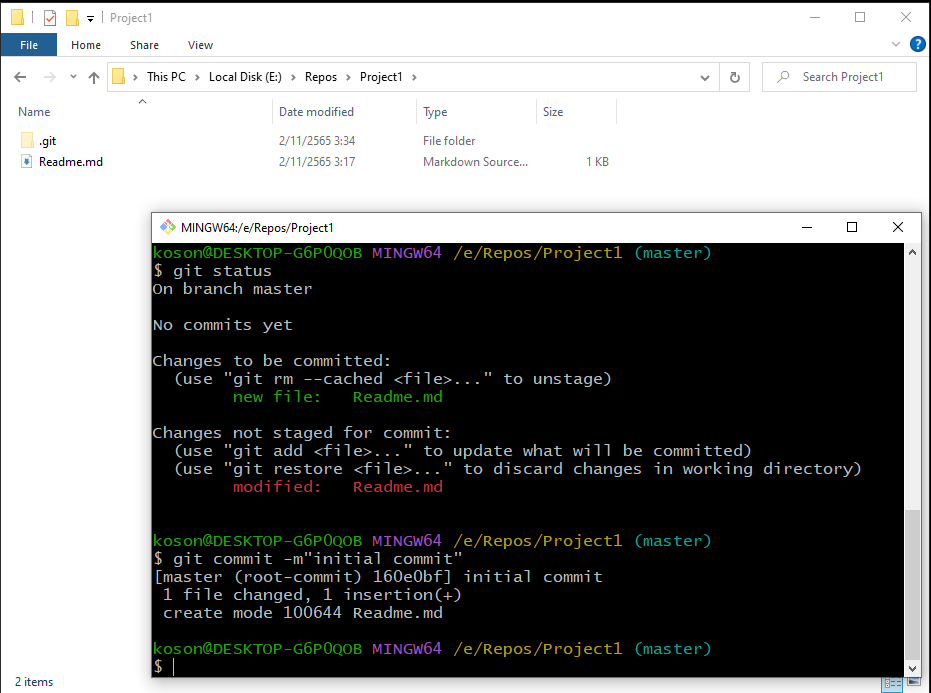 Project1
File Home Share View
This PC Local Disk (E:) Repos Project1
Search Project1
Name Date modified Type Size
.git 2/11/2565 3:34 File folder
Readme.md 2/11/2565 3:17 Markdown Source... 1 KB
MINGW64:/e/Repos/Project1
koson@DESKTOP-G6P0QOB MINGW64 /e/Repos/Project1 (master)
$ git status
On branch master
No commits yet
Changes to be committed:
(use "git rm --cached <file>..." to unstage)
new file:   Readme.md
Changes not staged for commit:
(use "git add <file>..." to update what will be committed)
(use "git restore <file>..." to discard changes in working directory)
modified:   Readme.md
koson@DESKTOP-G6P0QOB MINGW64 /e/Repos/Project1 (master)
$ git commit -m"initial commit"
[master (root-commit) 160e0bf] initial commit
1 file changed, 1 insertion(+)
create mode 100644 Readme.md
koson@DESKTOP-G6P0QOB MINGW64 /e/Repos/Project1 (master)
$
2 items